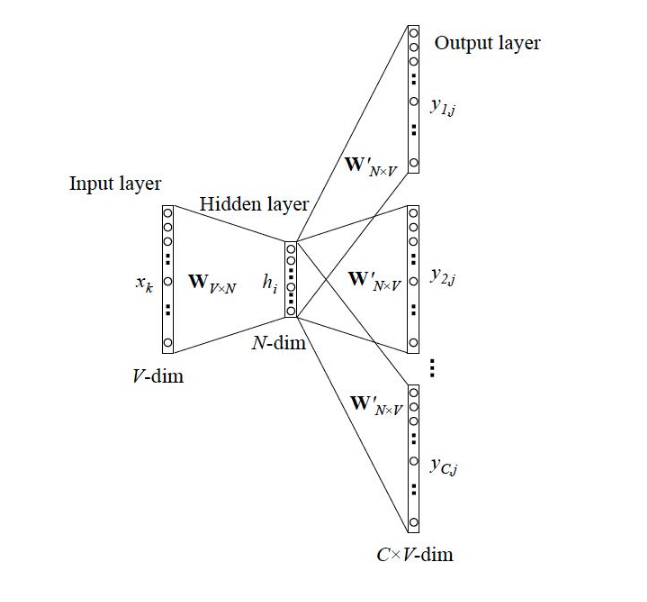 Output layer
y1,j
W'N×V
Input layer
Hidden layer
xk
WV×N
hi
W'N×V
y2,j
N-dim
V-dim
W'N×V
yC,j
C×V-dim